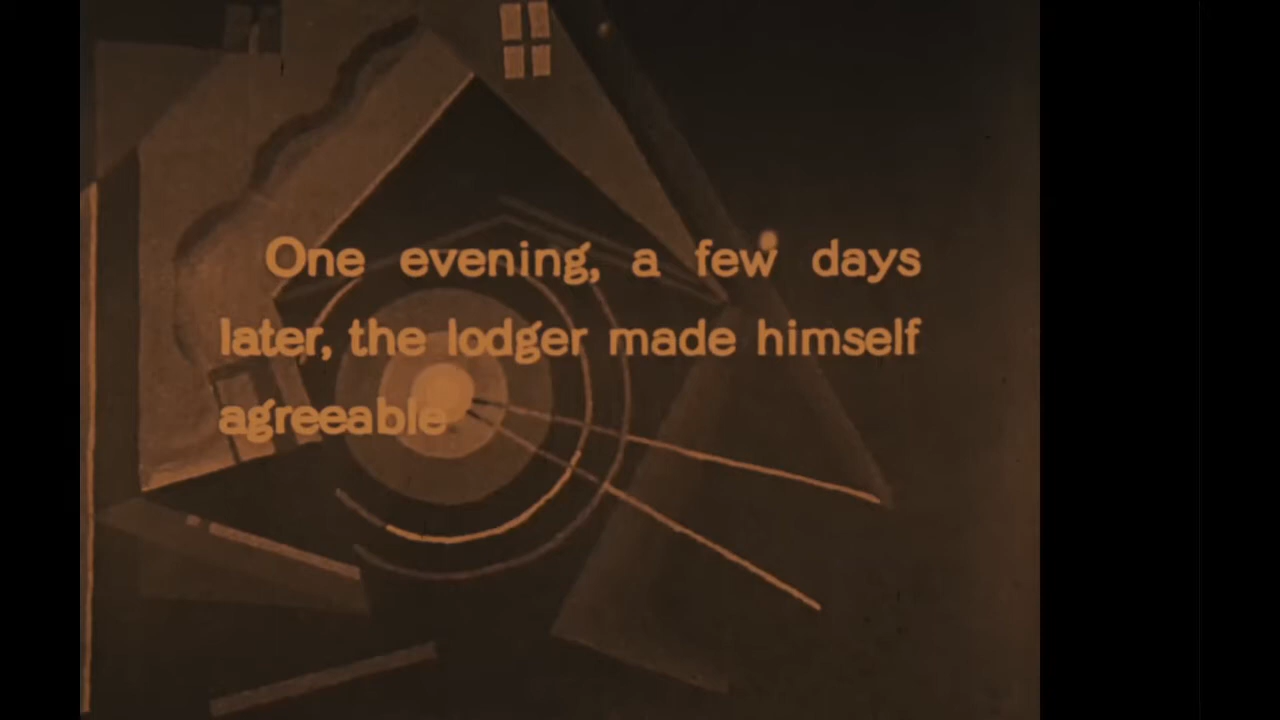 One evening, a few days
later, the lodger made himself
agreeable